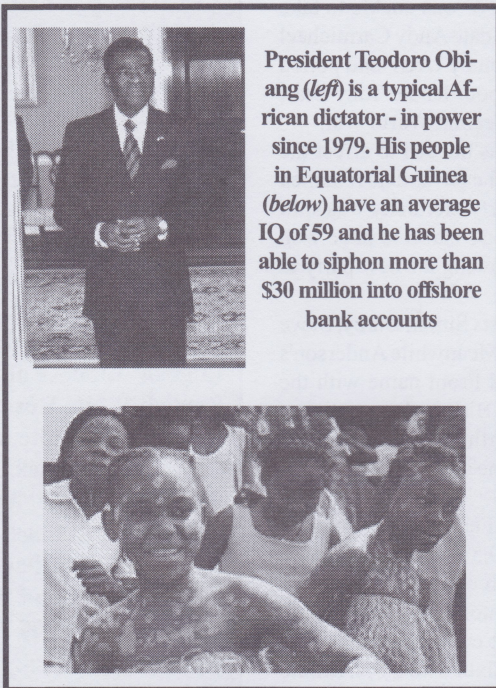 President Teodoro Obi-
ang (left) is a typical Af-
rican dictator - in power
since 1979. His people
in Equatorial Guinea
(below) have an average
IQ of 59 and he has been
able to siphon more than
$30 million into offshore
bank accounts